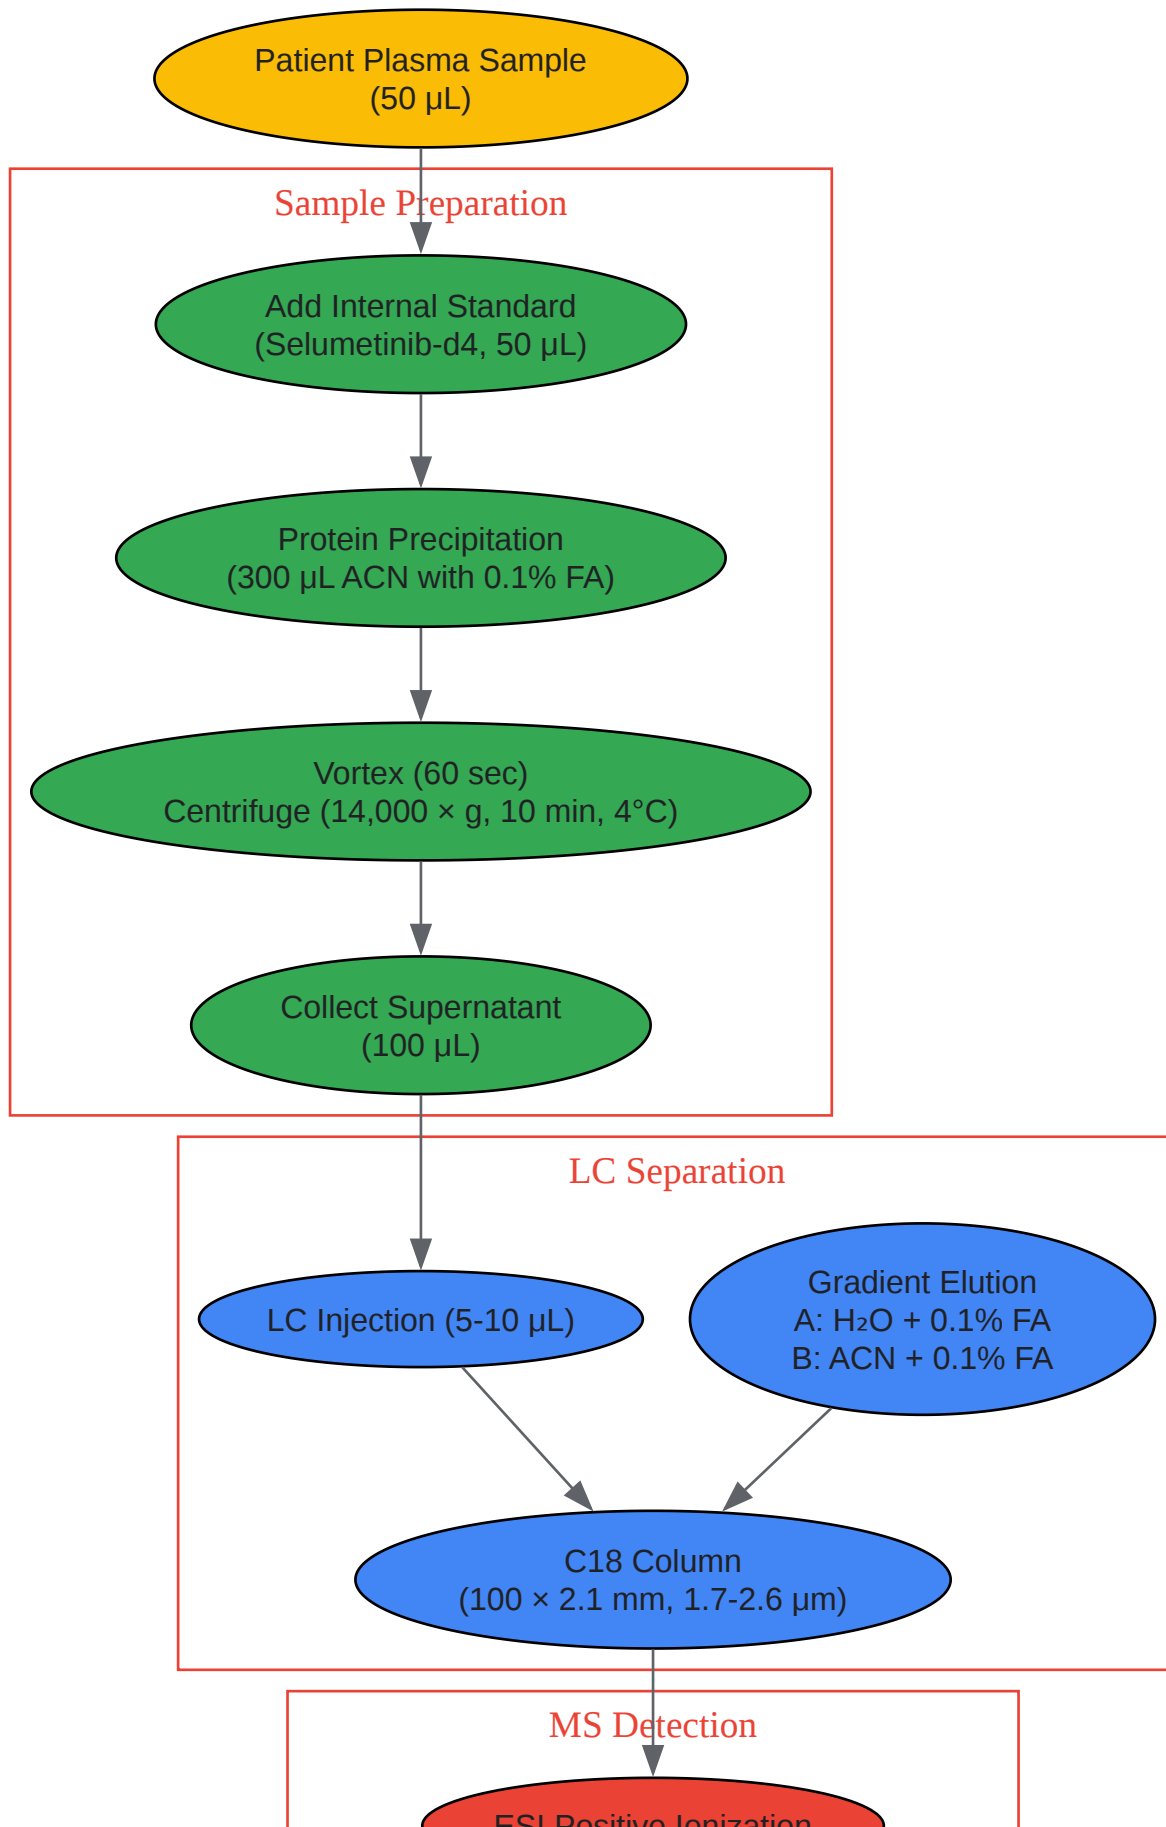 Patient Plasma Sample
(50 μL)
Sample Preparation
Add Internal Standard
(Selumetinib-d4, 50 μL)
Protein Precipitation
(300 μL ACN with 0.1% FA)
Vortex (60 sec)
Centrifuge (14,000 × g, 10 min, 4°C)
Collect Supernatant
(100 μL)
LC Separation
LC Injection (5-10 μL)
Gradient Elution
A: H₂O + 0.1% FA
B: ACN + 0.1% FA
C18 Column
(100 × 2.1 mm, 1.7-2.6 μm)
MS Detection
ESI Positive Ionization